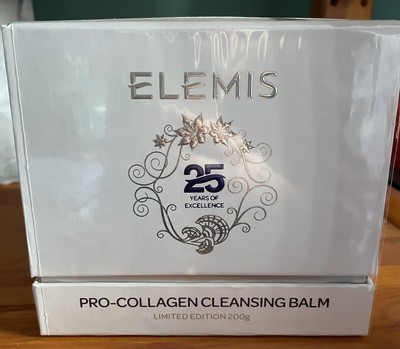 ELEMIS
25
YEARS OF
EXCELLENCE
PRO-COLLAGEN CLEANSING BALM
LIMITED EDITION 200g